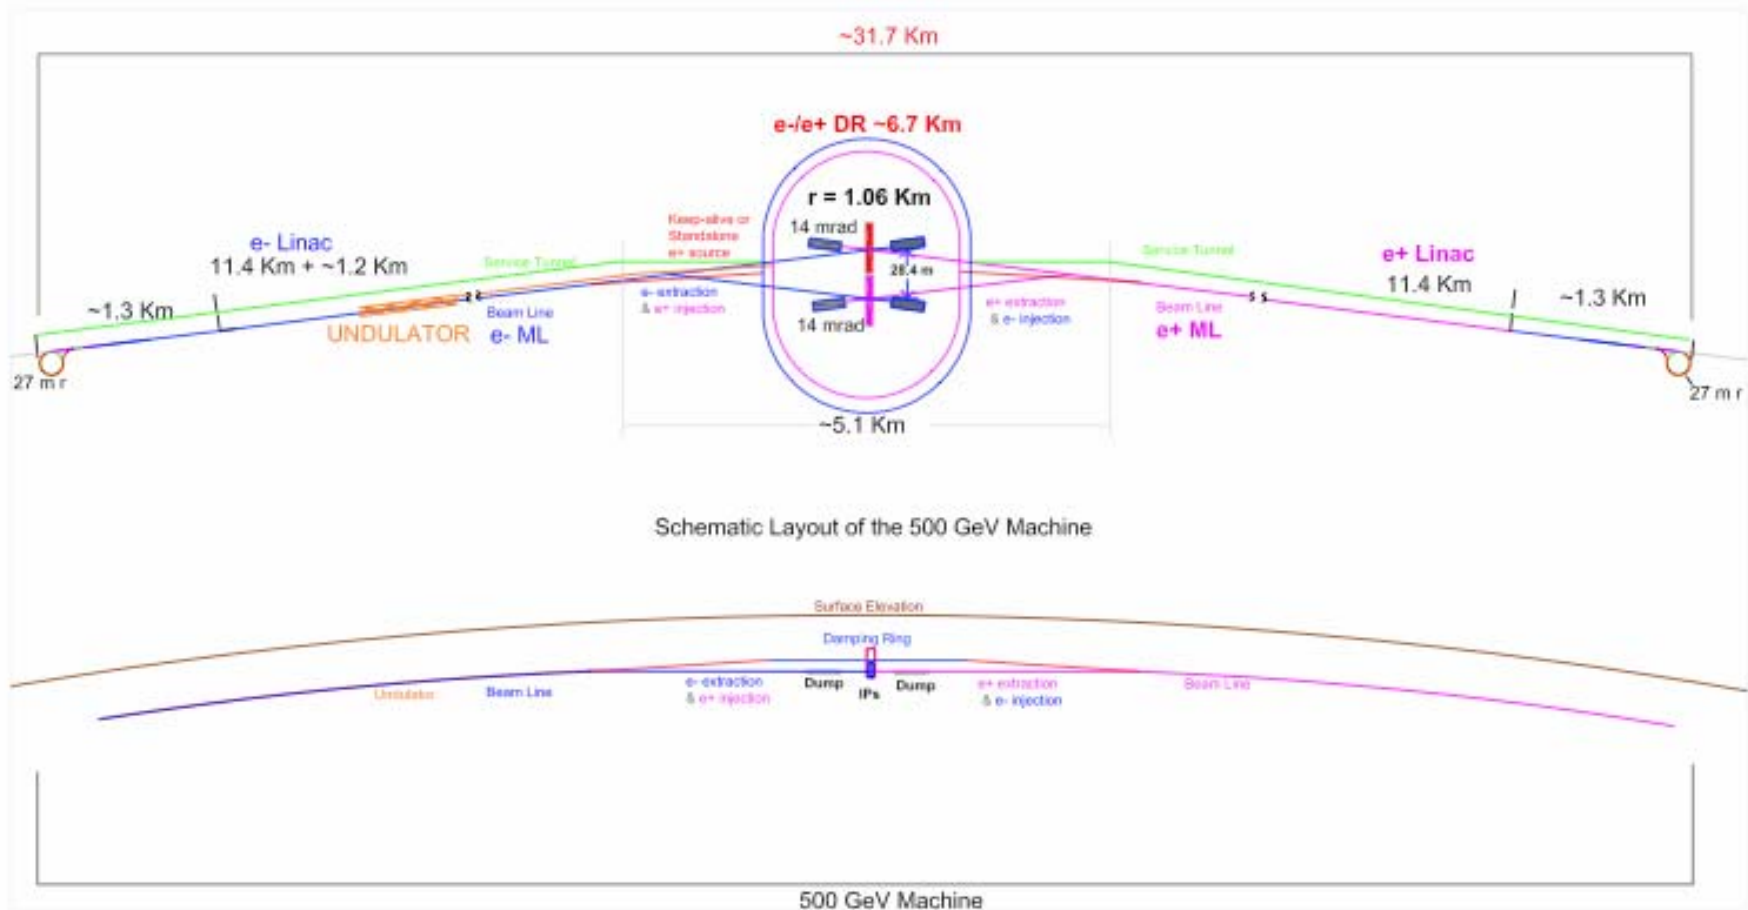 ~31.7 Km
e-/e+ DR ~6.7 Km
r = 1.06 Km
Keep-alive or
Standalone
e+ source
14 mrad
e- Linac
11.4 Km + ~1.2 Km
Service Tunnel
Service Tunnel
e+ Linac
11.4 Km
28.4 m
~1.3 Km
~1.3 Km
e- extraction
& e+ injection
e+ extraction
& e- injection
Beam Line
e- ML
UNDULATOR
14 mrad
Beam Line
e+ ML
27 m r
27 m r
~5.1 Km
Schematic Layout of the 500 GeV Machine
Surface Elevation
Damping Ring
Undulator
Beam Line
e- extraction
& e+ injection
Dump
IPs
Dump
e+ extraction
& e- injection
Beam Line
500 GeV Machine